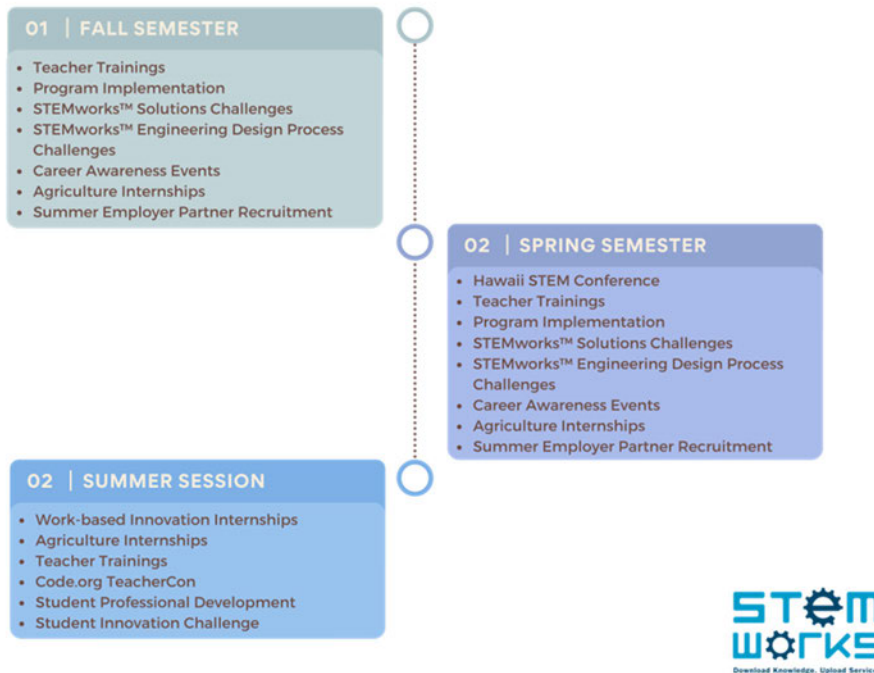 01 | FALL SEMESTER
• Teacher Trainings
• Program Implementation
• STEMworks™ Solutions Challenges
• STEMworks™ Engineering Design Process
Challenges
• Career Awareness Events
• Agriculture Internships
• Summer Employer Partner Recruitment
02 | SPRING SEMESTER
• Hawaii STEM Conference
• Teacher Trainings
• Program Implementation
• STEMworks™ Solutions Challenges
• STEMworks™ Engineering Design Process
Challenges
• Career Awareness Events
• Agriculture Internships
• Summer Employer Partner Recruitment
02 | SUMMER SESSION
• Work-based Innovation Internships
• Agriculture Internships
• Teacher Trainings
• Code.org TeacherCon
• Student Professional Development
• Student Innovation Challenge
STEM
WORKS
Download Knowledge. Upload Service